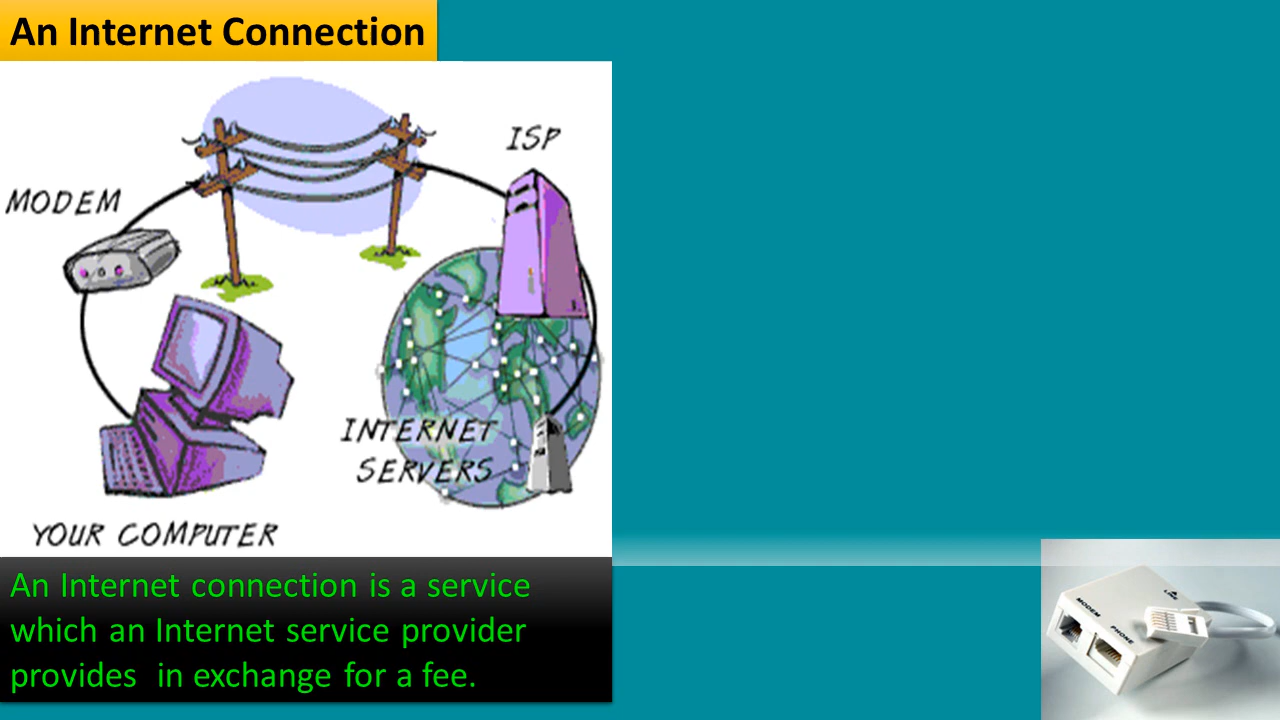 An Internet Connection
ISP
MODEM
INTERNET
SERVERS
YOUR COMPUTER
An Internet connection is a service
which an Internet service provider
provides  in exchange for a fee.
LINE
MODEM
PHONE